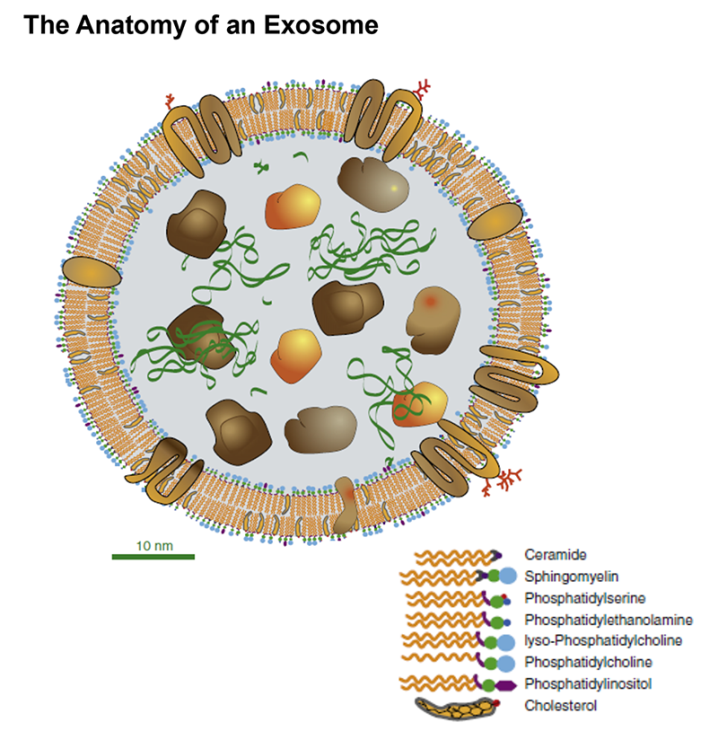 The Anatomy of an Exosome
10 nm
Ceramide
Sphingomyelin
Phosphatidylserine
Phosphatidylethanolamine
lyso-Phosphatidylcholine
Phosphatidylcholine
Phosphatidylinositol
Cholesterol